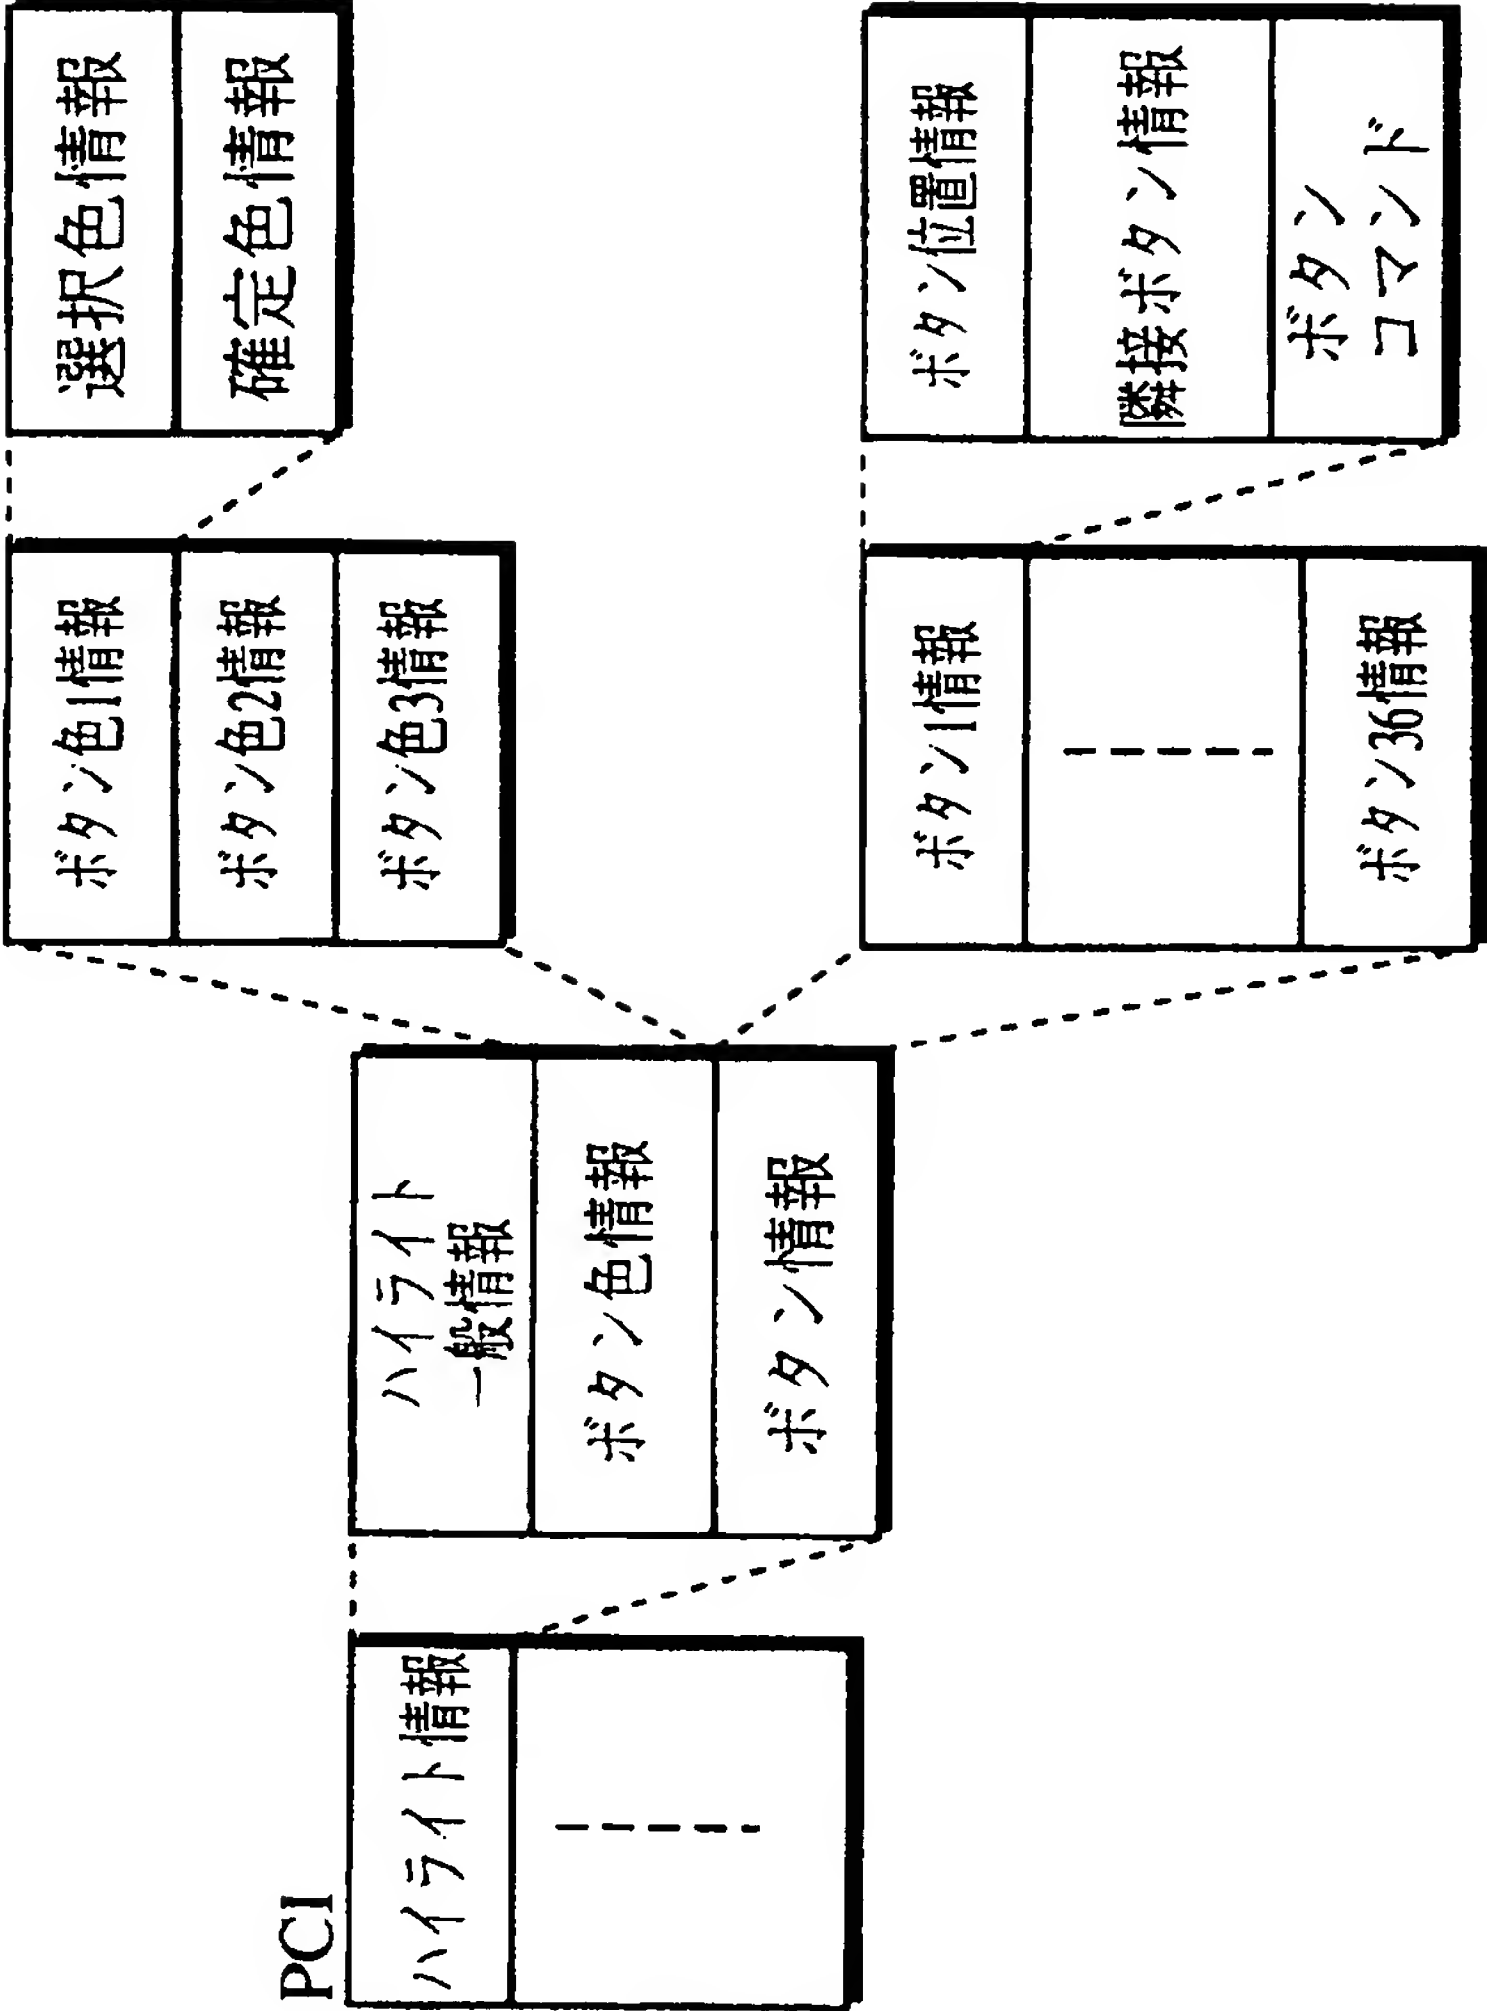 PCI
ハイライト情報
ハイライト
一般情報
ボタン色情報
ボタン情報
ボタン色1情報
ボタン色2情報
ボタン色3情報
選択色情報
確定色情報
ボタン1情報
ボタン36情報
ボタン位置情報
隣接ボタン情報
ボタン
コマンド